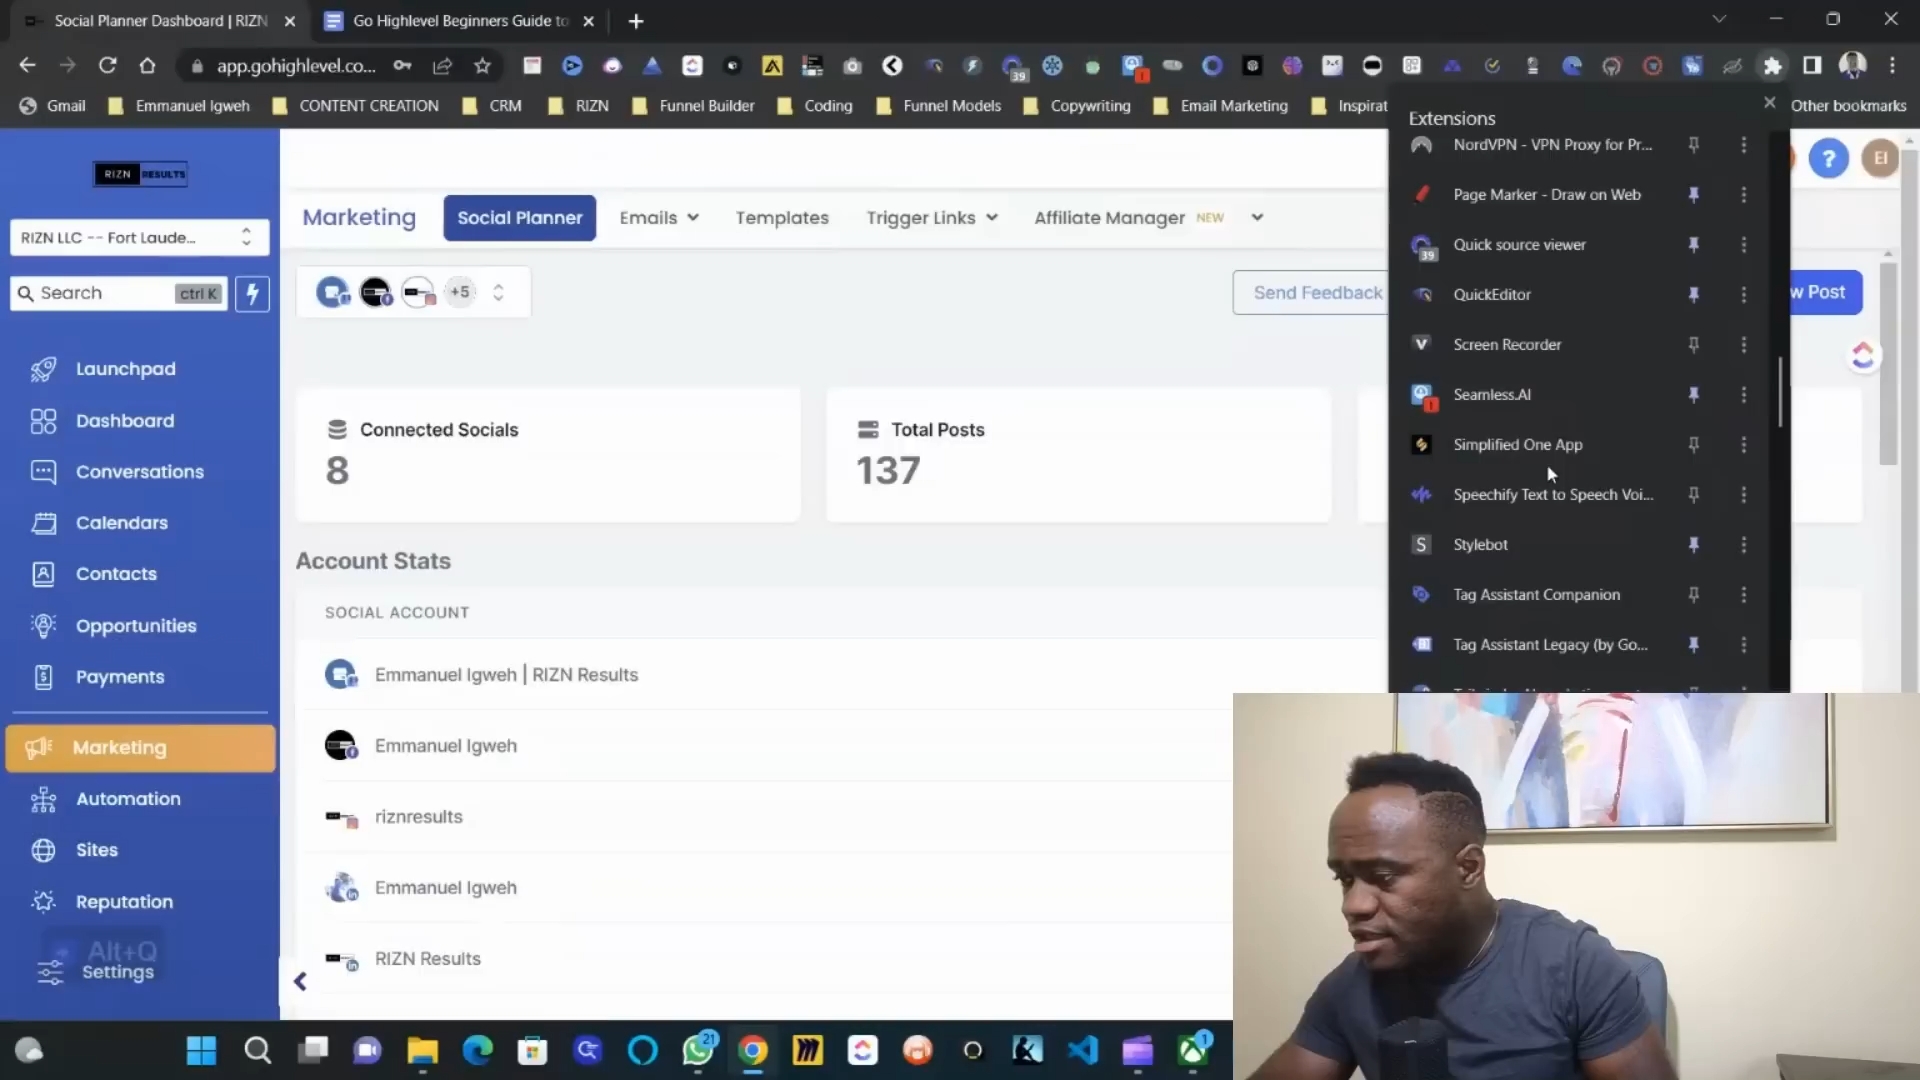 Social Planner Dashboard | RIZN
Go Highlevel Beginners Guide to
app.gohighlevel.co...
39
Gmail
Emmanuel Igweh
CONTENT CREATION
CRM
RIZN
Funnel Builder
Coding
Funnel Models
Copywriting
Email Marketing
Inspirat
Other bookmarks
RIZN RESULTS
RIZN LLC -- Fort Laude...
Search
ctrl K
Launchpad
Dashboard
Conversations
Calendars
Contacts
Opportunities
Payments
Marketing
Automation
Sites
Reputation
Alt+Q
Settings
Marketing
Social Planner
Emails
Templates
Trigger Links
Affiliate Manager NEW
+5
Send Feedback
w Post
EI
Connected Socials
8
Total Posts
137
Account Stats
SOCIAL ACCOUNT
Emmanuel Igweh | RIZN Results
Emmanuel Igweh
riznresults
Emmanuel Igweh
RIZN Results
Extensions
NordVPN - VPN Proxy for Pr...
Page Marker - Draw on Web
Quick source viewer
39
QuickEditor
Screen Recorder
Seamless.AI
Simplified One App
Speechify Text to Speech Voi...
Stylebot
Tag Assistant Companion
Tag Assistant Legacy (by Go...
21
1